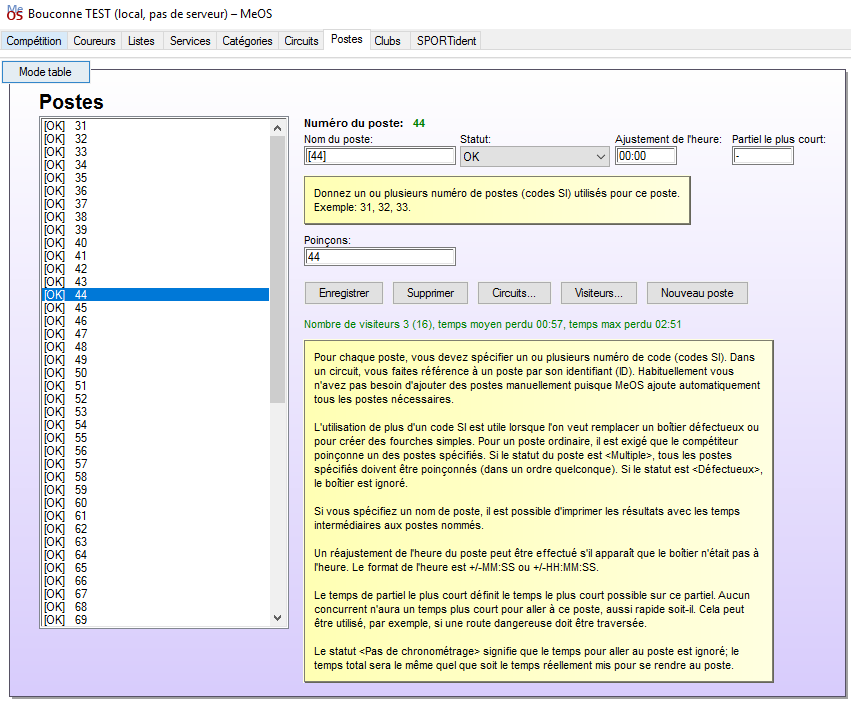 MeOS Bouconne TEST (local, pas de serveur) – MeOS
Compétition Coureurs Listes Services Catégories Circuits Postes Clubs SPORTident
Mode table
Postes
[OK] 31
[OK] 32
[OK] 33
[OK] 34
[OK] 35
[OK] 36
[OK] 37
[OK] 38
[OK] 39
[OK] 40
[OK] 41
[OK] 42
[OK] 43
[OK] 44
[OK] 45
[OK] 46
[OK] 47
[OK] 48
[OK] 49
[OK] 50
[OK] 51
[OK] 52
[OK] 53
[OK] 54
[OK] 55
[OK] 56
[OK] 57
[OK] 58
[OK] 59
[OK] 60
[OK] 61
[OK] 62
[OK] 63
[OK] 64
[OK] 65
[OK] 66
[OK] 67
[OK] 68
[OK] 69
Numéro du poste: 44
Nom du poste: Statut: Ajustement de l'heure: Partiel le plus court:
[44] OK 00:00 -
Donnez un ou plusieurs numéro de postes (codes SI) utilisés pour ce poste.
Exemple: 31, 32, 33.
Poinçons:
44
Enregistrer Supprimer Circuits... Visiteurs... Nouveau poste
Nombre de visiteurs 3 (16), temps moyen perdu 00:57, temps max perdu 02:51
Pour chaque poste, vous devez spécifier un ou plusieurs numéro de code (codes SI). Dans
un circuit, vous faites référence à un poste par son identifiant (ID). Habituellement vous
n'avez pas besoin d'ajouter des postes manuellement puisque MeOS ajoute automatiquement
tous les postes nécessaires.
L'utilisation de plus d'un code SI est utile lorsque l'on veut remplacer un boîtier défectueux ou
pour créer des fourches simples. Pour un poste ordinaire, il est exigé que le compétiteur
poinçonne un des postes spécifiés. Si le statut du poste est <Multiple>, tous les postes
spécifiés doivent être poinçonnés (dans un ordre quelconque). Si le statut est <Défectueux>,
le boîtier est ignoré.
Si vous spécifiez un nom de poste, il est possible d'imprimer les résultats avec les temps
intermédiaires aux postes nommés.
Un réajustement de l'heure du poste peut être effectué s'il apparaît que le boîtier n'était pas à
l'heure. Le format de l'heure est +/-MM:SS ou +/-HH:MM:SS.
Le temps de partiel le plus court définit le temps le plus court possible sur ce partiel. Aucun
concurrent n'aura un temps plus court pour aller à ce poste, aussi rapide soit-il. Cela peut
être utilisé, par exemple, si une route dangereuse doit être traversée.
Le statut <Pas de chronométrage> signifie que le temps pour aller au poste est ignoré; le
temps total sera le même quel que soit le temps réellement mis pour se rendre au poste.